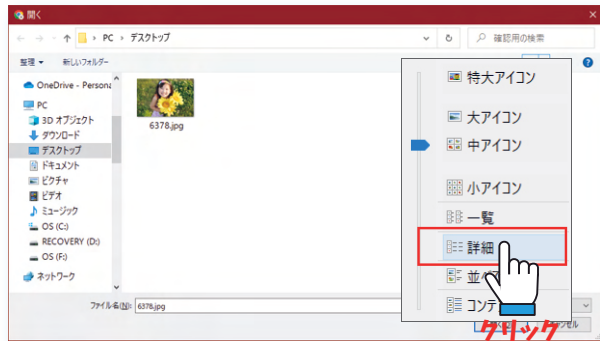 開く
PC › デスクトップ
確認用の検索
整理
新しいフォルダー
OneDrive - Persona
PC
3D オブジェクト
ダウンロード
デスクトップ
ドキュメント
ピクチャ
ビデオ
ミュージック
OS (C:)
RECOVERY (D:)
OS (F:)
ネットワーク
6378.jpg
特大アイコン
大アイコン
中アイコン
小アイコン
一覧
詳細
並べ
コンテ
ファイル名(N):
6378.jpg
クリック